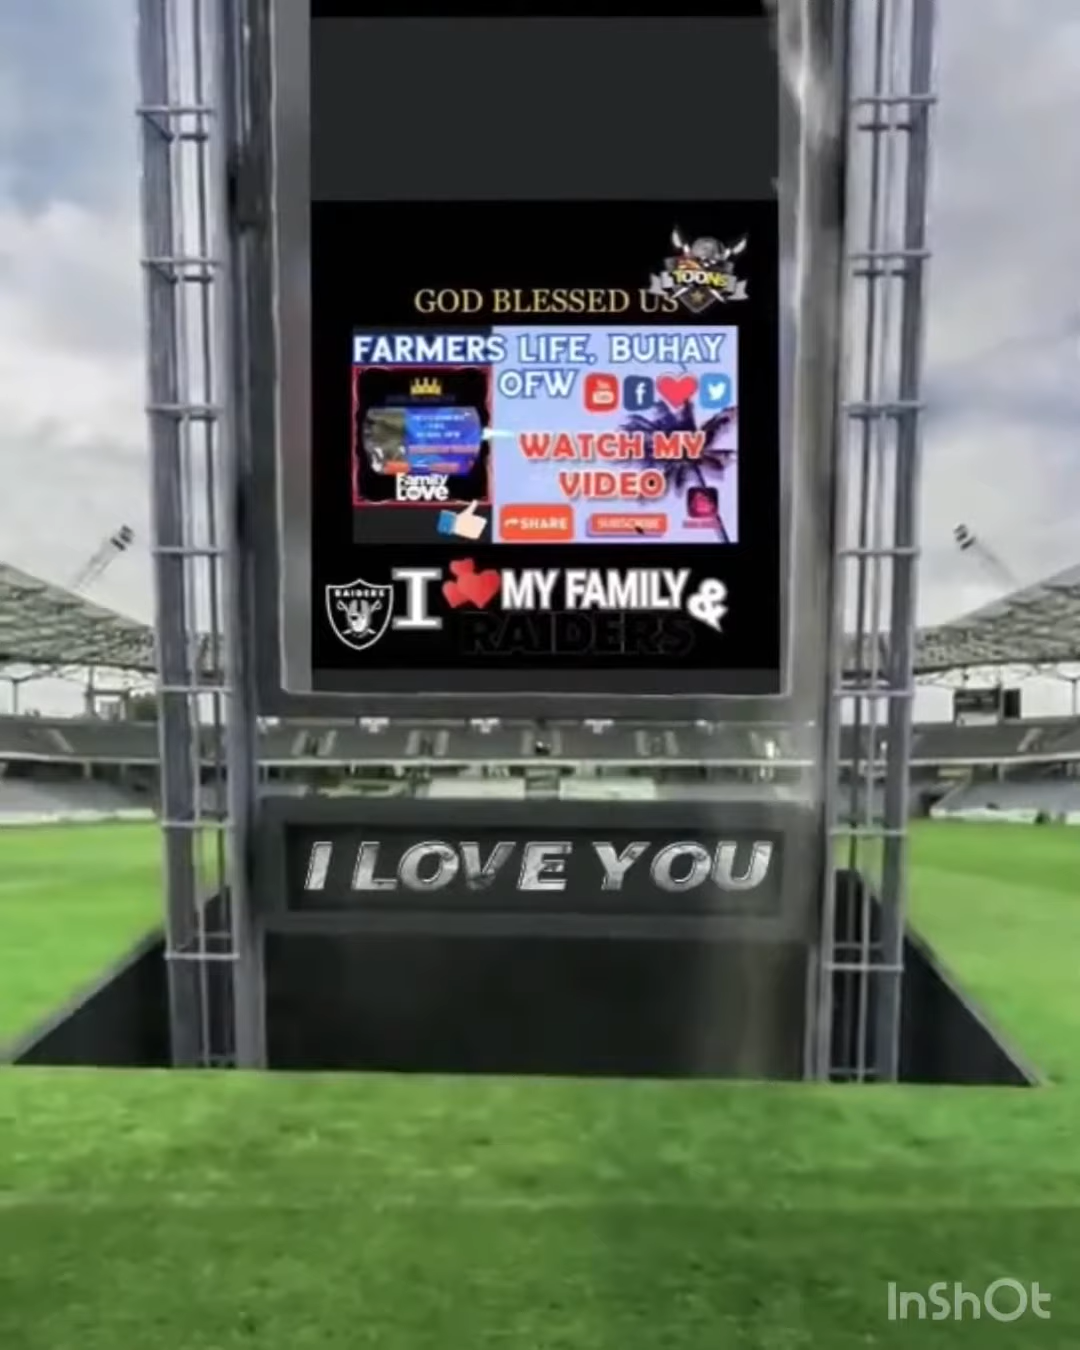 TOONS
GOD BLESSED US
FARMERS LIFE, BUHAY
OFW
WATCH MY
VIDEO
Family
Love
SHARE
SUBSCRIBE
RAIDERS
I MY FAMILY &
RAIDERS
I LOVE YOU
InShOt